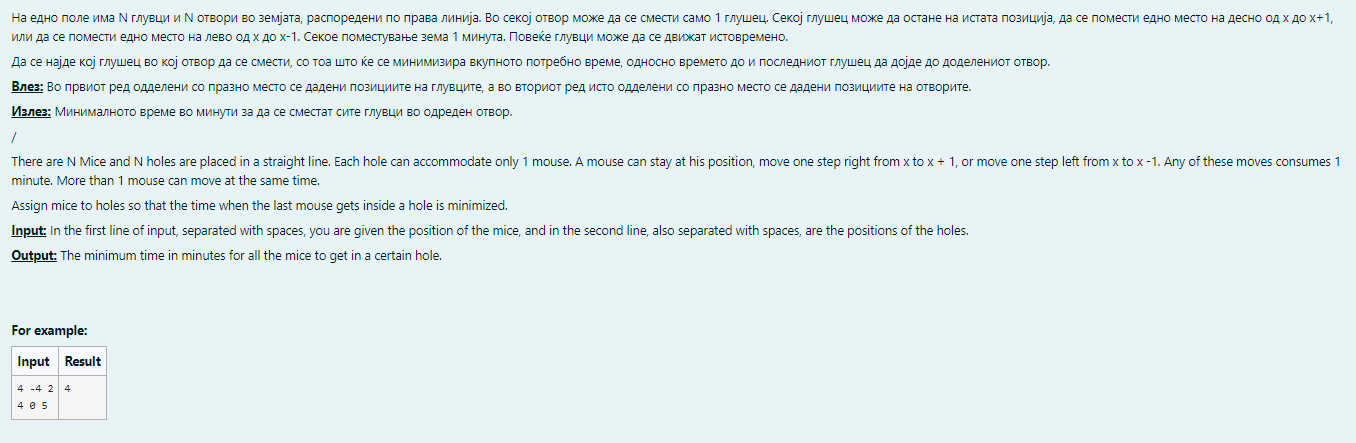 На едно поле има N глувци и N отвори во земјата, распоредени по права линија. Во секој отвор може да се смести само 1 глушец. Секој глушец може да остане на истата позиција, да се помести едно место на десно од x до x+1,
или да се помести едно место на лево од x до x-1. Секое поместување зема 1 минута. Повеќе глувци може да се движат истовремено.
Да се најде кој глушец во кој отвор да се смести, со тоа што ќе се минимизира вкупното потребно време, односно времето до и последниот глушец да дојде до доделениот отвор.
Влез: Во првиот ред одделени со празно место се дадени позициите на глувците, а во вториот ред исто одделени со празно место се дадени позициите на отворите.
Излез: Минималното време во минути за да се сместат сите глувци во одреден отвор.
/
There are N Mice and N holes are placed in a straight line. Each hole can accommodate only 1 mouse. A mouse can stay at his position, move one step right from x to x + 1, or move one step left from x to x -1. Any of these moves consumes 1
minute. More than 1 mouse can move at the same time.
Assign mice to holes so that the time when the last mouse gets inside a hole is minimized.
Input: In the first line of input, separated with spaces, you are given the position of the mice, and in the second line, also separated with spaces, are the positions of the holes.
Output: The minimum time in minutes for all the mice to get in a certain hole.
For example:
Input Result
4 -4 2 4
4 0 5